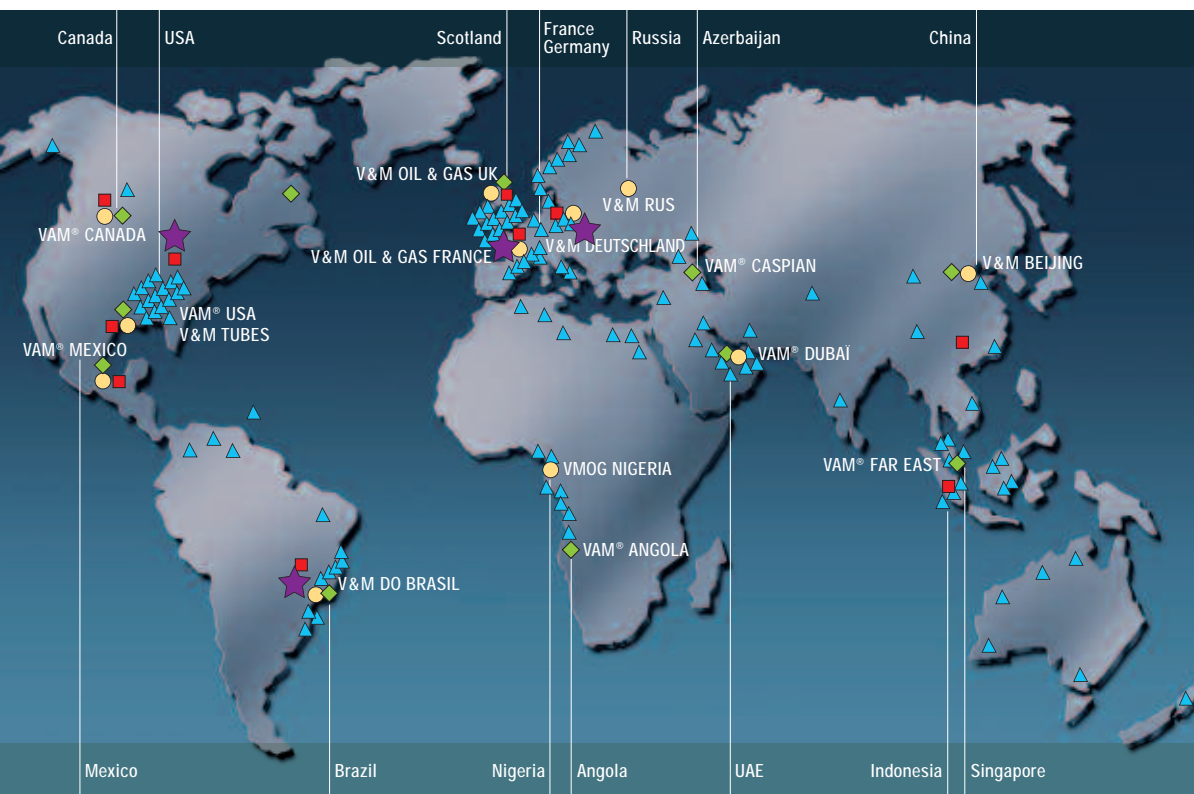 Canada
USA
Scotland
France
Germany
Russia
Azerbaijan
China
V&M OIL & GAS UK
V&M RUS
VAM® CANADA
V&M OIL & GAS FRANCE
V&M DEUTSCHLAND
VAM® CASPIAN
V&M BEIJING
VAM® USA
V&M TUBES
VAM® MEXICO
VAM® DUBAÏ
VMOG NIGERIA
VAM® FAR EAST
VAM® ANGOLA
V&M DO BRASIL
Mexico
Brazil
Nigeria
Angola
UAE
Indonesia
Singapore